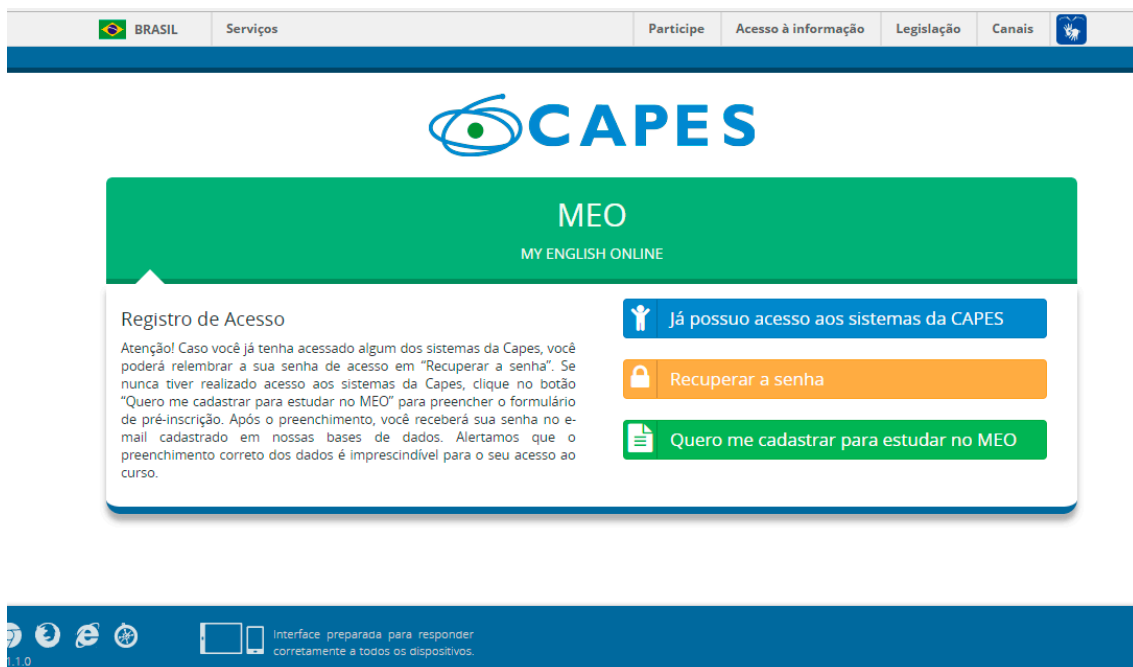 BRASIL
Serviços
Participe
Acesso à informação
Legislação
Canais
CAPES
MEO
MY ENGLISH ONLINE
Registro de Acesso
Atenção! Caso você já tenha acessado algum dos sistemas da Capes, você
poderá relembrar a sua senha de acesso em “Recuperar a senha”. Se
nunca tiver realizado acesso aos sistemas da Capes, clique no botão
“Quero me cadastrar para estudar no MEO” para preencher o formulário
de pré-inscrição. Após o preenchimento, você receberá sua senha no e-
mail cadastrado em nossas bases de dados. Alertamos que o
preenchimento correto dos dados é imprescindível para o seu acesso ao
curso.
Já possuo acesso aos sistemas da CAPES
Recuperar a senha
Quero me cadastrar para estudar no MEO
Interface preparada para responder
corretamente a todos os dispositivos.
1.1.0